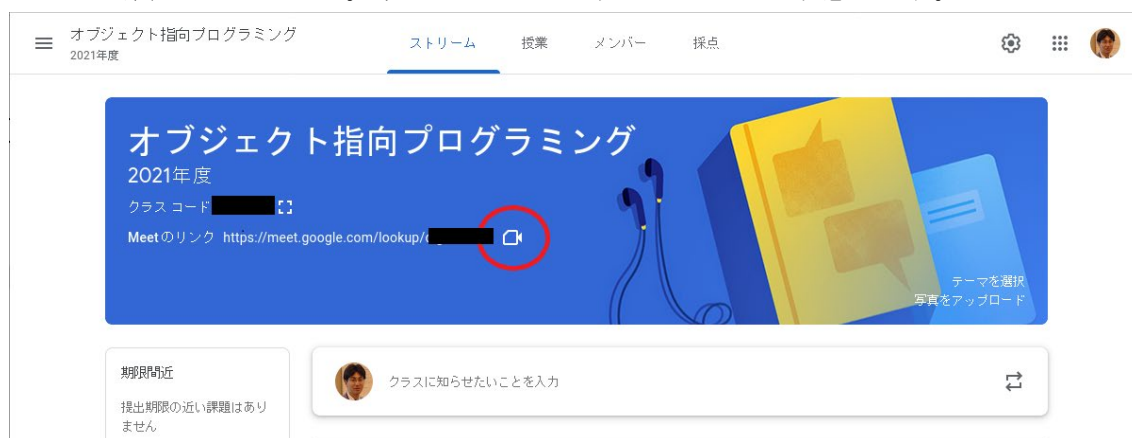 オブジェクト指向プログラミング
2021年度
ストリーム 授業 メンバー 採点
オブジェクト指向プログラミング
2021年度
クラス コード
Meet のリンク https://meet.google.com/lookup/
テーマを選択
写真をアップロード
期限間近
提出期限の近い課題はあり
ません
クラスに知らせたいことを入力